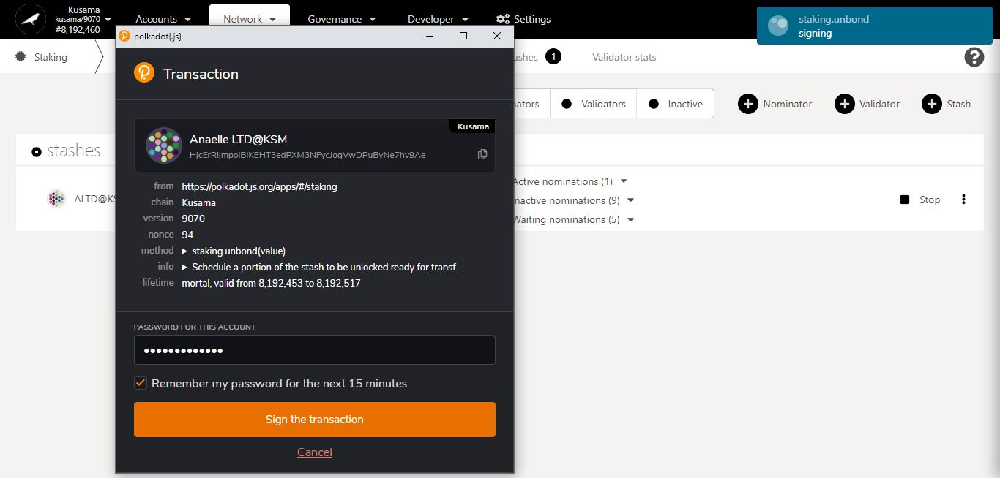 Kusama
kusama/9070
#8,192,460
Accounts
Network
Governance
Developer
Settings
staking.unbond
signing
polkadot{.js}
Staking
1
Validator stats
?
Transaction
Validators
Inactive
Nominator
Validator
Stash
Kusama
Anaelle LTD@KSM
HjcErRijmpoiBiKEHT3edPXM3NFycJogVwDPuByNe7hv9Ae
stashes
from https://polkadot.js.org/apps/#/staking
chain Kusama
version 9070
nonce 94
method staking.unbond(value)
info Schedule a portion of the stash to be unlocked ready for transf...
lifetime mortal, valid from 8,192,453 to 8,192,517
Active nominations (1)
Inactive nominations (9)
Waiting nominations (5)
Stop
PASSWORD FOR THIS ACCOUNT
Remember my password for the next 15 minutes
Sign the transaction
Cancel